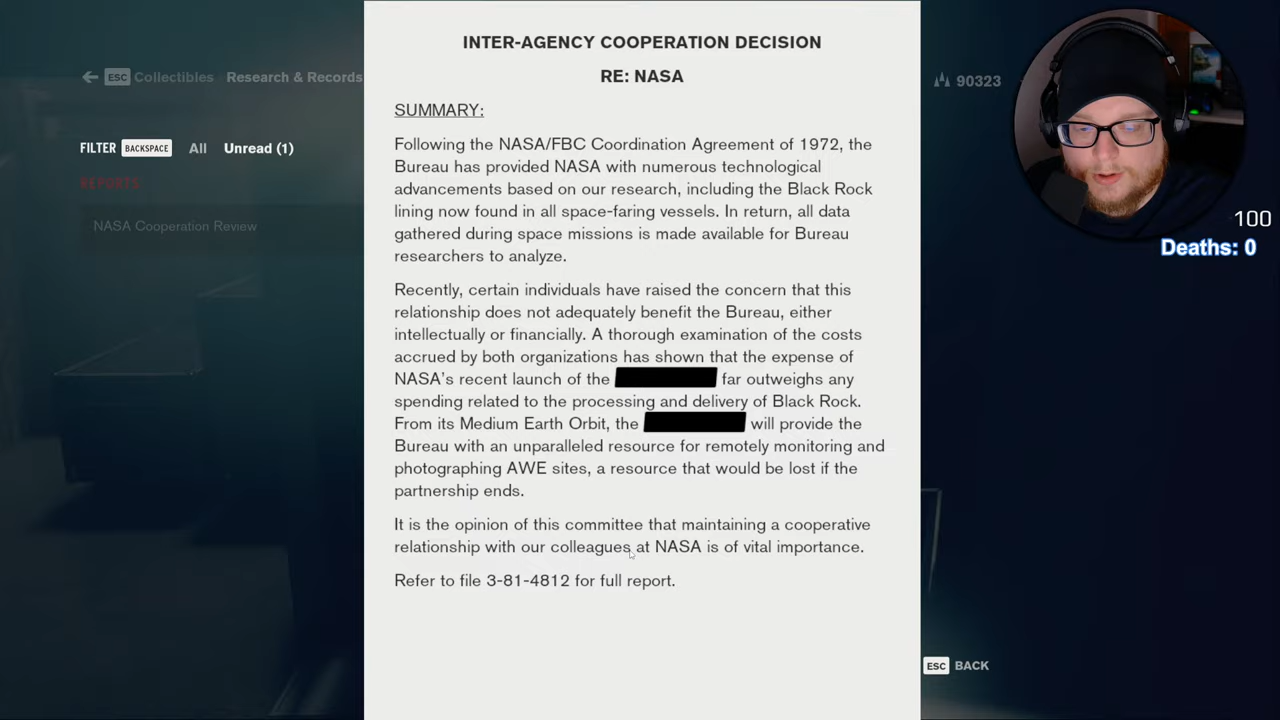 INTER-AGENCY COOPERATION DECISION
RE: NASA
ESC Collectibles Research & Records
90323
SUMMARY:
FILTER BACKSPACE All Unread (1)
REPORTS
NASA Cooperation Review
Following the NASA/FBC Coordination Agreement of 1972, the
Bureau has provided NASA with numerous technological
advancements based on our research, including the Black Rock
lining now found in all space-faring vessels. In return, all data
gathered during space missions is made available for Bureau
researchers to analyze.
100
Deaths: 0
Recently, certain individuals have raised the concern that this
relationship does not adequately benefit the Bureau, either
intellectually or financially. A thorough examination of the costs
accrued by both organizations has shown that the expense of
NASA's recent launch of the far outweighs any
spending related to the processing and delivery of Black Rock.
From its Medium Earth Orbit, the will provide the
Bureau with an unparalleled resource for remotely monitoring and
photographing AWE sites, a resource that would be lost if the
partnership ends.
It is the opinion of this committee that maintaining a cooperative
relationship with our colleagues at NASA is of vital importance.
Refer to file 3-81-4812 for full report.
ESC BACK